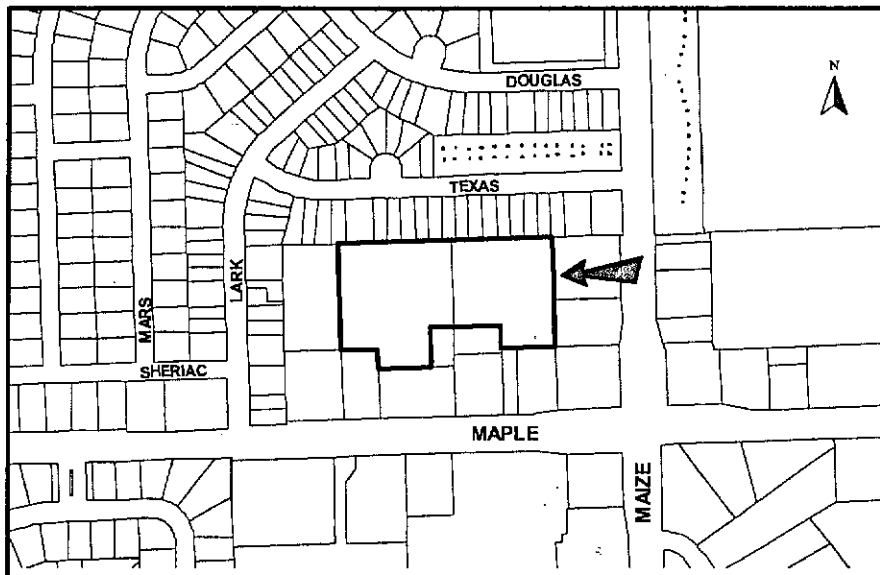 DOUGLAS
N
TEXAS
LARK
MARS
SHERIAC
MAPLE
MAIZE